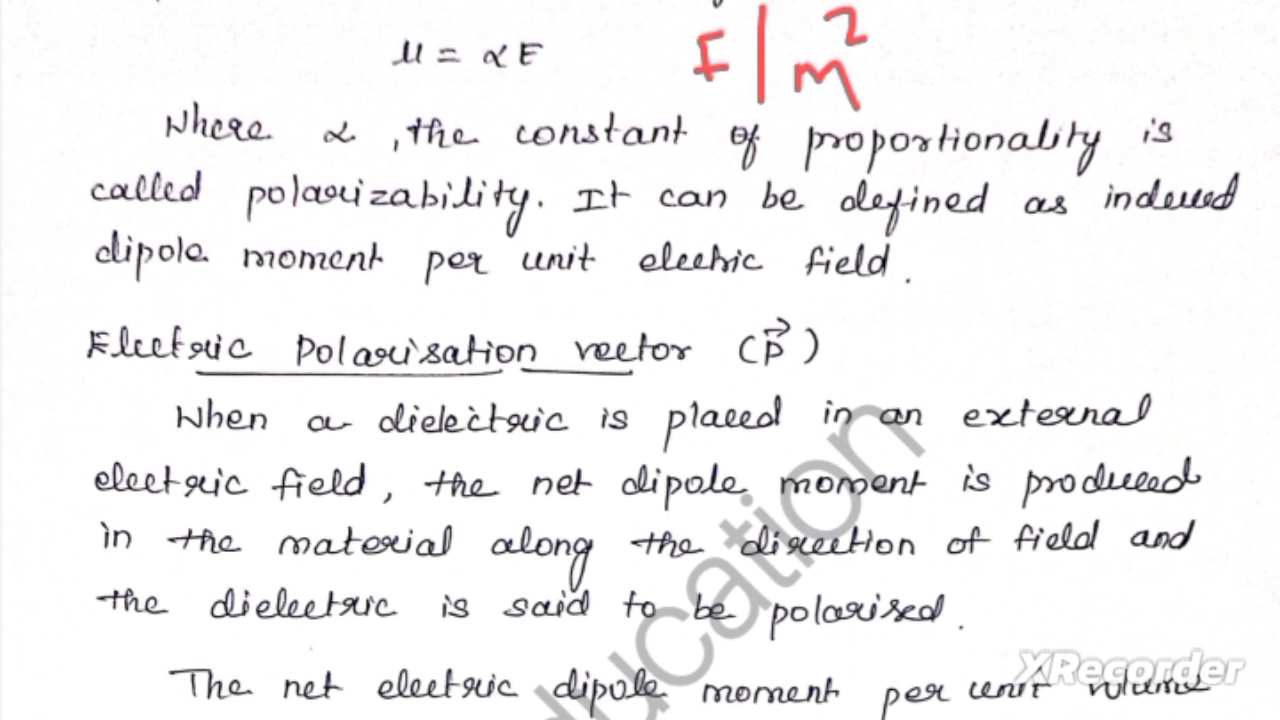 μ = αE
F/m²
Where α, the constant of proportionality is
called polarizability. It can be defined as induced
dipole moment per unit electric field.
Electric Polarisation vector (P⃗)
When a dielectric is placed in an external
electric field, the net dipole moment is produced
in the material along the direction of field and
the dielectric is said to be polarised.
The net electric dipole moment per unit volume
ducation
XRecorder